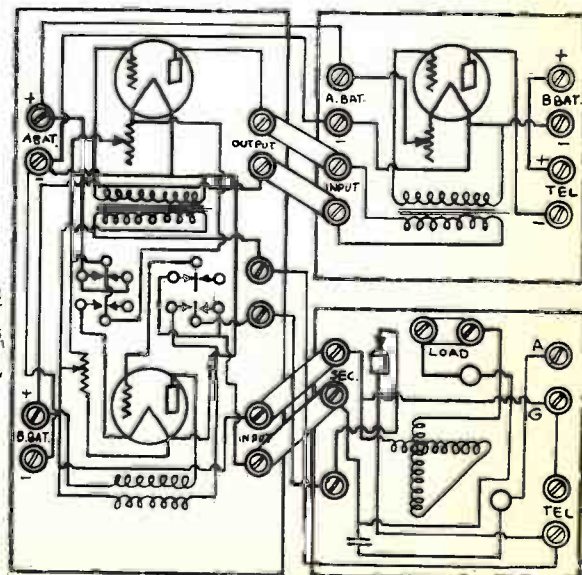 +
A BAT.
-
OUTPUT
+
B. BAT.
-
INPUT
A. BAT.
-
INPUT
+
B BAT.
-
+
TEL
-
SEC.
LOAD
A
G
TEL